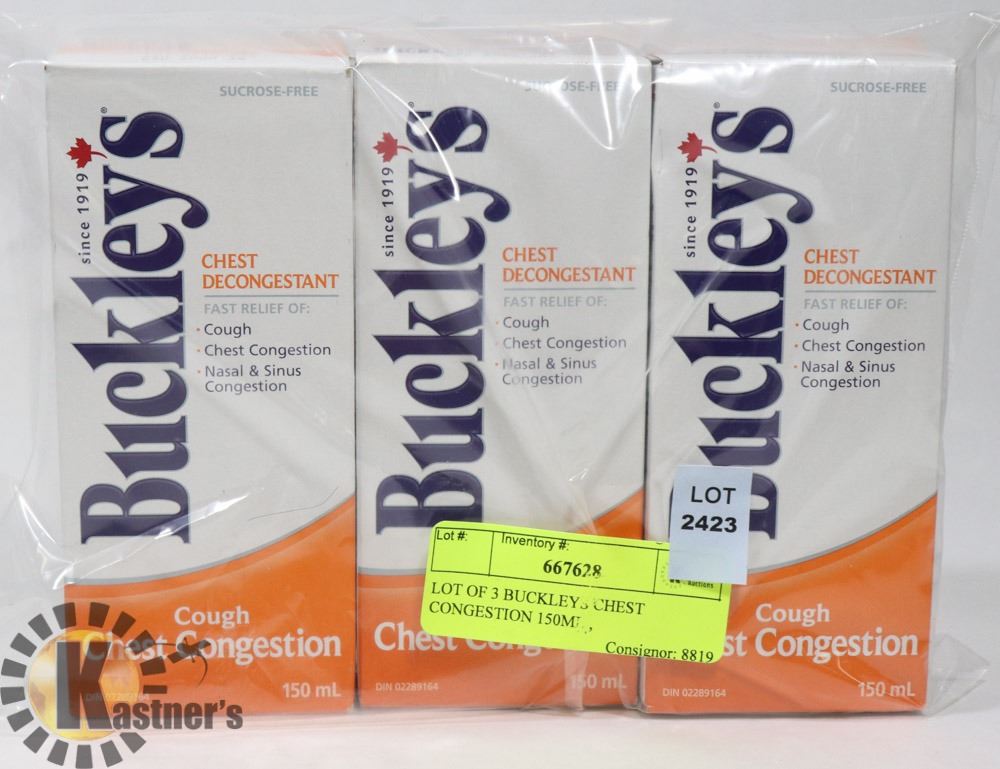 SUCROSE-FREE
Buckley's
since 1919
CHEST
DECONGESTANT
FAST RELIEF OF:
• Cough
• Chest Congestion
• Nasal & Sinus
Congestion
Cough
Chest Congestion
DIN 02289164
150 mL
SUCROSE-FREE
Buckley's
since 1919
CHEST
DECONGESTANT
FAST RELIEF OF:
• Cough
• Chest Congestion
• Nasal & Sinus
Congestion
Chest
DIN 02289164
150 mL
SUCROSE-FREE
Buckley's
since 1919
CHEST
DECONGESTANT
FAST RELIEF OF:
• Cough
• Chest Congestion
• Nasal & Sinus
Congestion
Cough
Congestion
DIN 02289164
150 mL
LOT
2423
Lot #:
Inventory #:
667628
Auctions
LOT OF 3 BUCKLEYS CHEST
CONGESTION 150ML,
Consignor: 8819
Kastner's